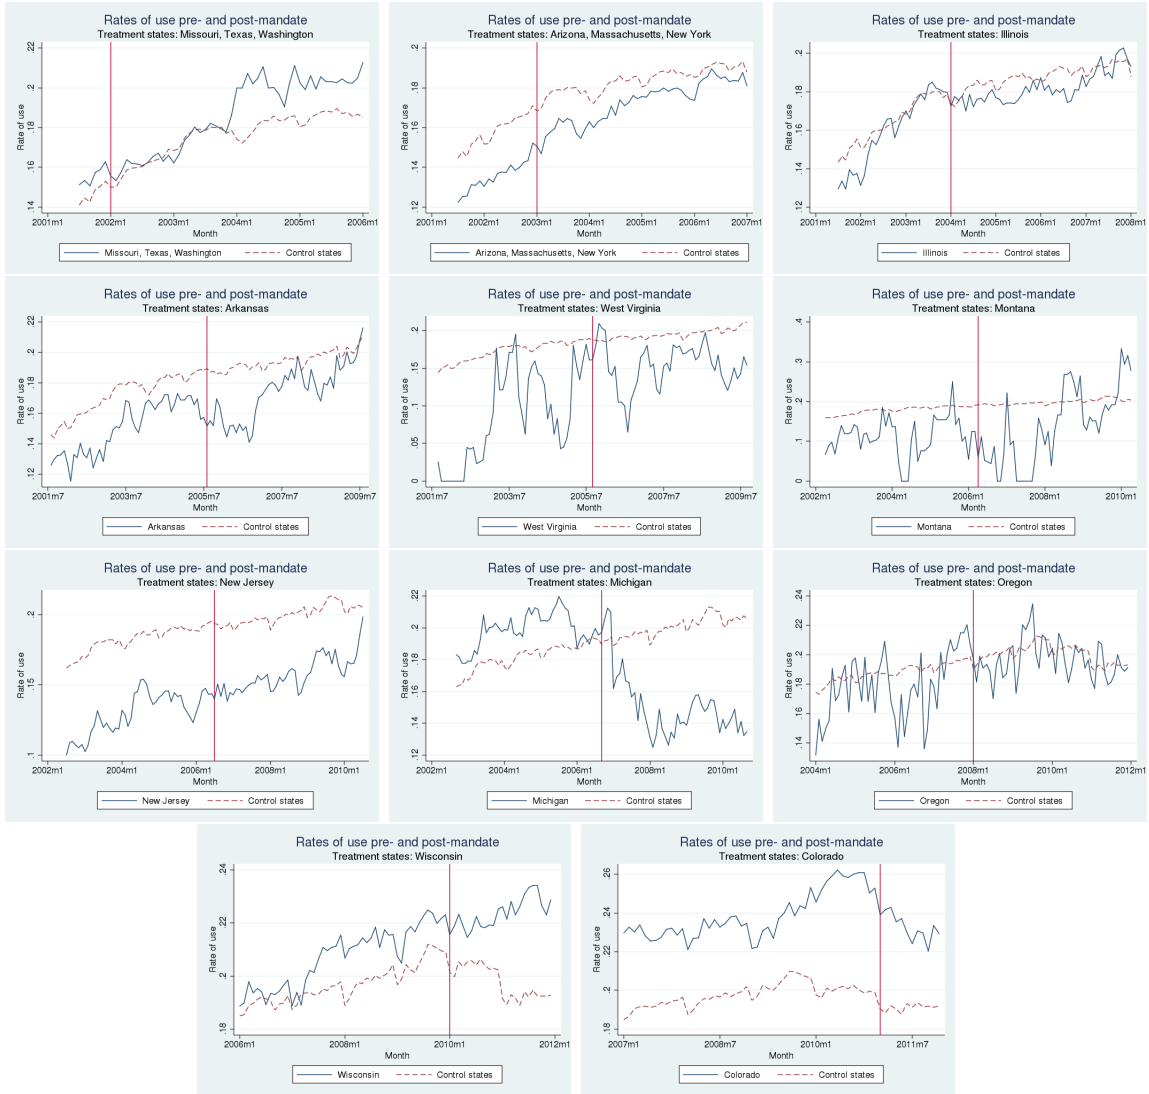 Rates of use pre- and post-mandate
Treatment states: Missouri, Texas, Washington
Rate of use
.22
.2
.18
.16
.14
2001m1 2002m1 2003m1 2004m1 2005m1 2006m1
Month
Missouri, Texas, Washington Control states
Rates of use pre- and post-mandate
Treatment states: Arizona, Massachusetts, New York
Rate of use
.2
.18
.16
.14
.12
2001m1 2002m1 2003m1 2004m1 2005m1 2006m1 2007m1
Month
Arizona, Massachusetts, New York Control states
Rates of use pre- and post-mandate
Treatment states: Illinois
Rate of use
.2
.18
.16
.14
.12
2001m1 2002m1 2003m1 2004m1 2005m1 2006m1 2007m1 2008m1
Month
Illinois Control states
Rates of use pre- and post-mandate
Treatment states: Arkansas
Rate of use
.22
.2
.18
.16
.14
.12
2001m7 2003m7 2005m7 2007m7 2009m7
Month
Arkansas Control states
Rates of use pre- and post-mandate
Treatment states: West Virginia
Rate of use
.2
.15
.1
.05
0
2001m7 2003m7 2005m7 2007m7 2009m7
Month
West Virginia Control states
Rates of use pre- and post-mandate
Treatment states: Montana
Rate of use
.4
.3
.2
.1
0
2002m1 2004m1 2006m1 2008m1 2010m1
Month
Montana Control states
Rates of use pre- and post-mandate
Treatment states: New Jersey
Rate of use
.2
.15
.1
2002m1 2004m1 2006m1 2008m1 2010m1
Month
New Jersey Control states
Rates of use pre- and post-mandate
Treatment states: Michigan
Rate of use
.22
.2
.18
.16
.14
.12
2002m1 2004m1 2006m1 2008m1 2010m1
Month
Michigan Control states
Rates of use pre- and post-mandate
Treatment states: Oregon
Rate of use
.24
.22
.2
.18
.16
.14
2004m1 2006m1 2008m1 2010m1 2012m1
Month
Oregon Control states
Rates of use pre- and post-mandate
Treatment states: Wisconsin
Rate of use
.24
.22
.2
.18
2006m1 2008m1 2010m1 2012m1
Month
Wisconsin Control states
Rates of use pre- and post-mandate
Treatment states: Colorado
Rate of use
.26
.24
.22
.2
.18
2007m1 2008m7 2010m1 2011m7
Month
Colorado Control states